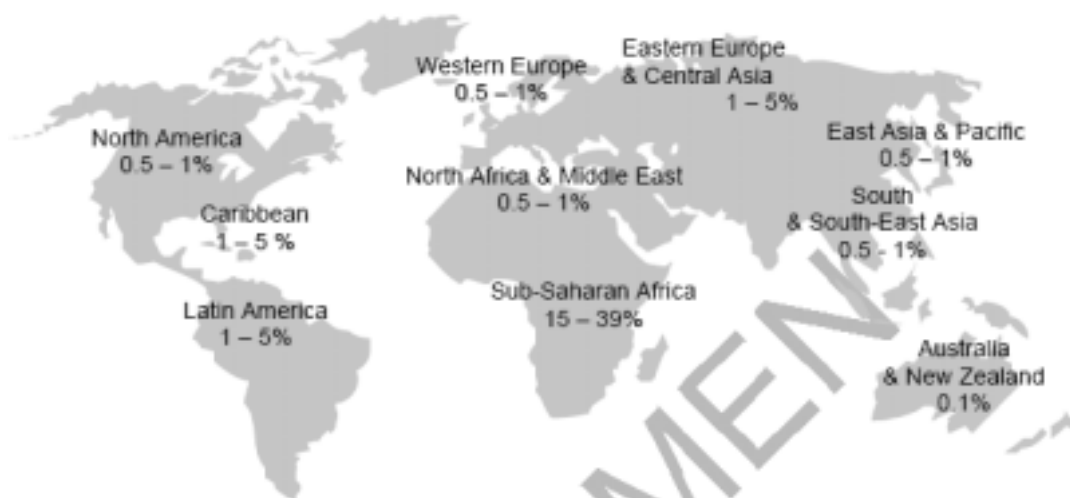 Western Europe
0.5 – 1%
Eastern Europe
& Central Asia
1 – 5%
North America
0.5 – 1%
East Asia & Pacific
0.5 – 1%
North Africa & Middle East
0.5 – 1%
Caribbean
1 – 5 %
South
& South-East Asia
0.5 - 1%
Sub-Saharan Africa
15 – 39%
Latin America
1 – 5%
Australia
& New Zealand
0.1%
MEN